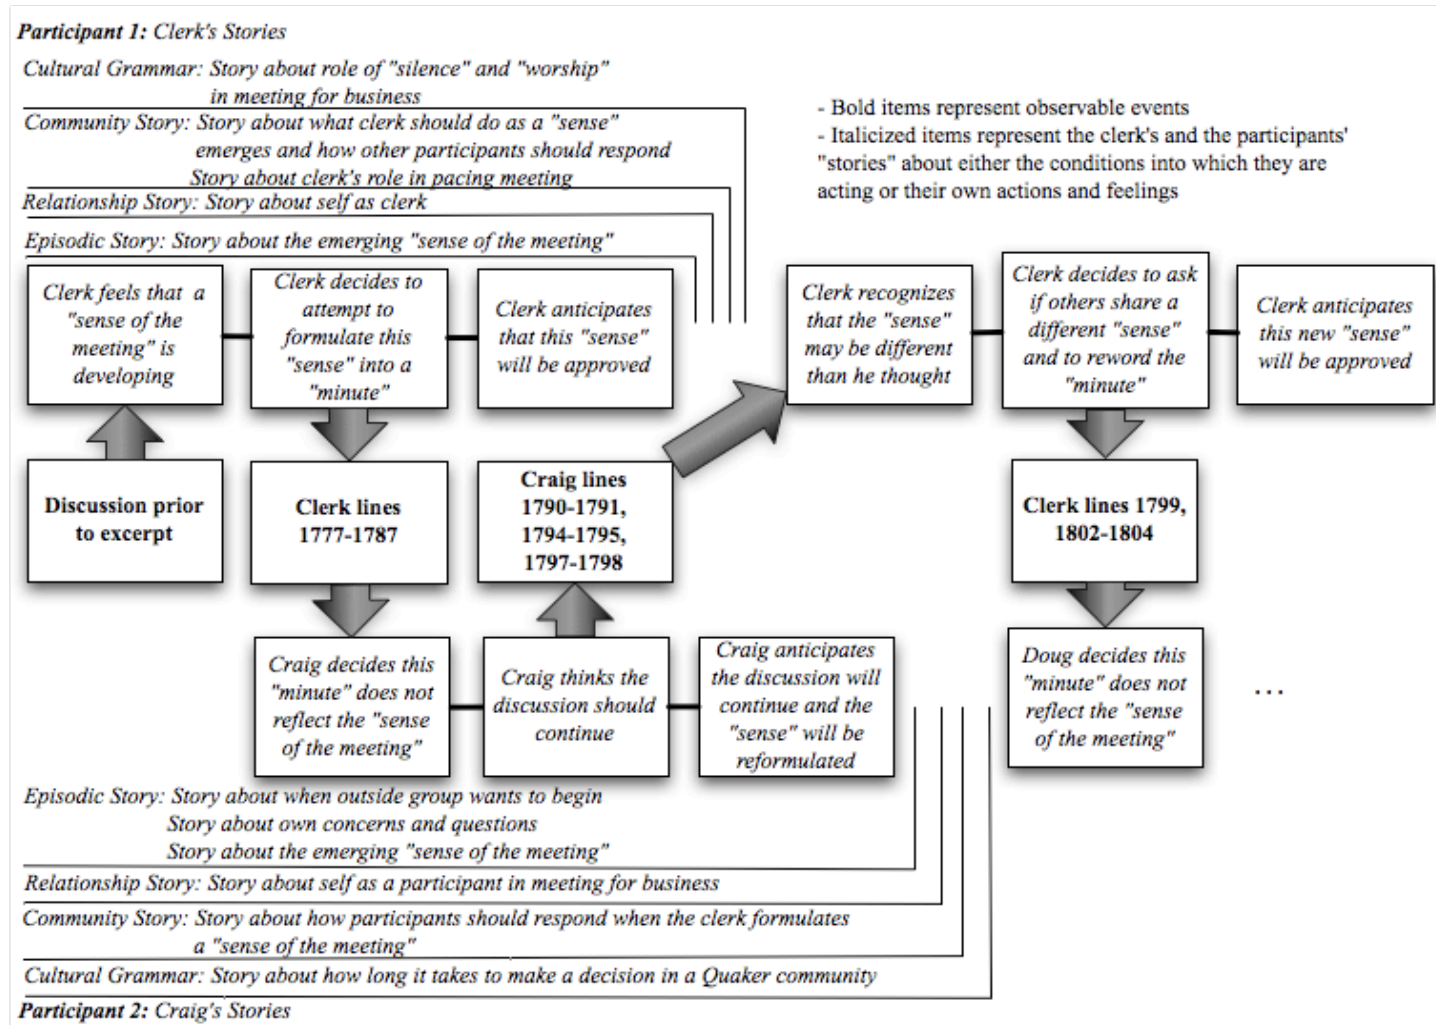 Participant 1: Clerk's Stories
Cultural Grammar: Story about role of "silence" and "worship"
in meeting for business
Community Story: Story about what clerk should do as a "sense"
emerges and how other participants should respond
Story about clerk's role in pacing meeting
Relationship Story: Story about self as clerk
Episodic Story: Story about the emerging "sense of the meeting"
- Bold items represent observable events
- Italicized items represent the clerk's and the participants'
"stories" about either the conditions into which they are
acting or their own actions and feelings
Clerk feels that a
"sense of the
meeting" is
developing
Clerk decides to
attempt to
formulate this
"sense" into a
"minute"
Clerk anticipates
that this "sense"
will be approved
Clerk recognizes
that the "sense"
may be different
than he thought
Clerk decides to ask
if others share a
different "sense"
and to reword the
"minute"
Clerk anticipates
this new "sense"
will be approved
Discussion prior
to excerpt
Clerk lines
1777-1787
Craig lines
1790-1791,
1794-1795,
1797-1798
Clerk lines 1799,
1802-1804
Craig decides this
"minute" does not
reflect the "sense
of the meeting"
Craig thinks the
discussion should
continue
Craig anticipates
the discussion will
continue and the
"sense" will be
reformulated
Doug decides this
"minute" does not
reflect the "sense
of the meeting"
...
Episodic Story: Story about when outside group wants to begin
Story about own concerns and questions
Story about the emerging "sense of the meeting"
Relationship Story: Story about self as a participant in meeting for business
Community Story: Story about how participants should respond when the clerk formulates
a "sense of the meeting"
Cultural Grammar: Story about how long it takes to make a decision in a Quaker community
Participant 2: Craig's Stories